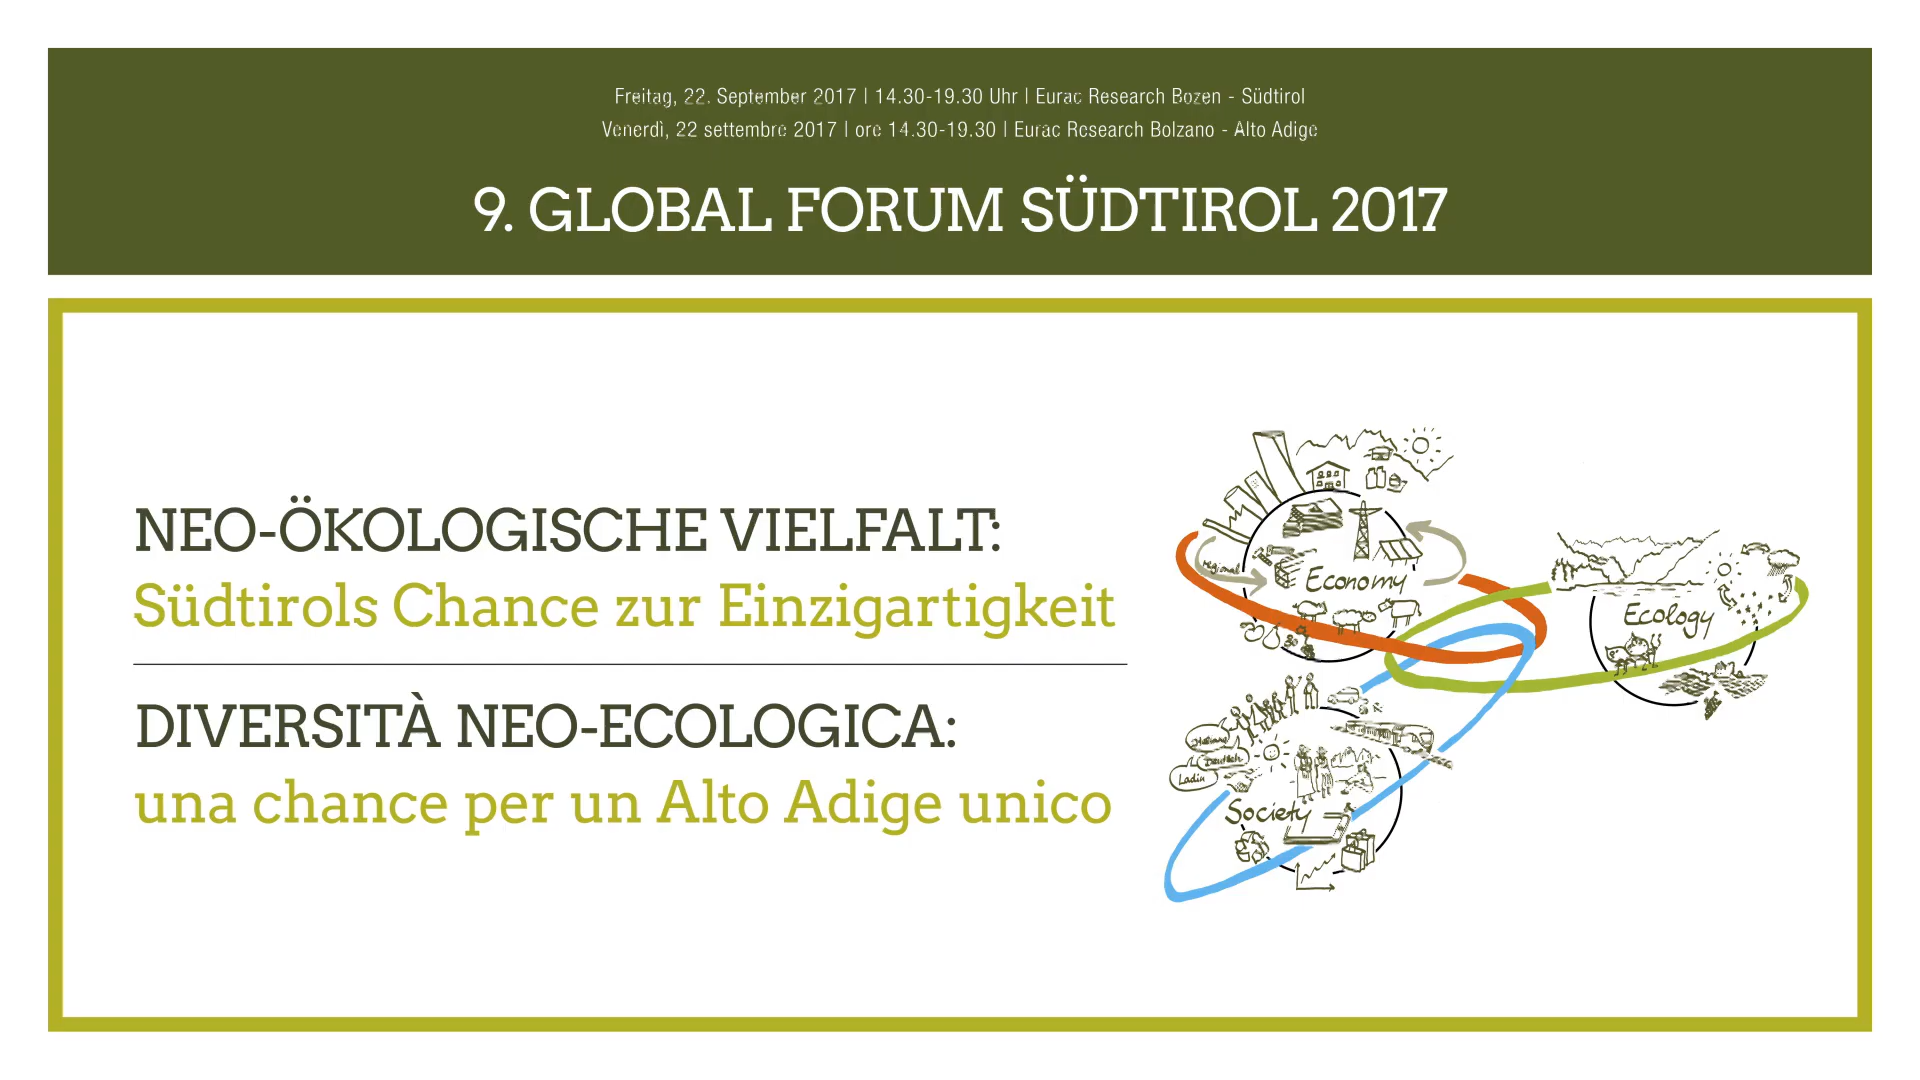 Freitag, 22. September 2017 | 14.30-19.30 Uhr | Eurac Research Bozen - Südtirol
Venerdì, 22 settembre 2017 | ore 14.30-19.30 | Eurac Research Bolzano - Alto Adige
9. GLOBAL FORUM SÜDTIROL 2017
NEO-ÖKOLOGISCHE VIELFALT:
Südtirols Chance zur Einzigartigkeit
DIVERSITÀ NEO-ECOLOGICA:
una chance per un Alto Adige unico
regional
Economy
Ecology
Italiano
Deutsch
Ladin
Society